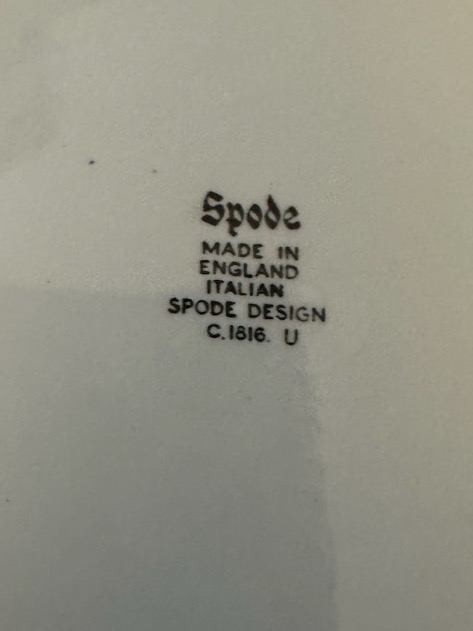 Spode
MADE IN
ENGLAND
ITALIAN
SPODE DESIGN
C.1816. U